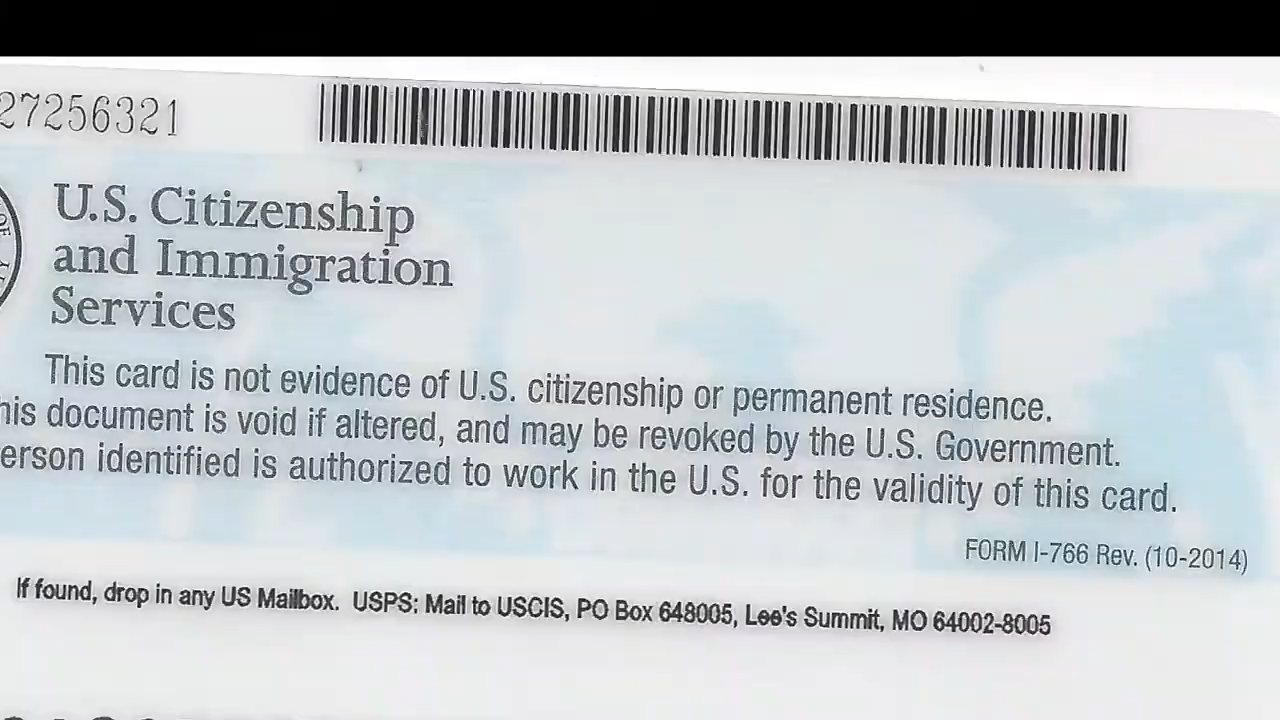 27256321
U.S. Citizenship
and Immigration
Services
This card is not evidence of U.S. citizenship or permanent residence.
his document is void if altered, and may be revoked by the U.S. Government.
erson identified is authorized to work in the U.S. for the validity of this card.
FORM I-766 Rev. (10-2014)
If found, drop in any US Mailbox. USPS: Mail to USCIS, PO Box 648005, Lee's Summit, MO 64002-8005